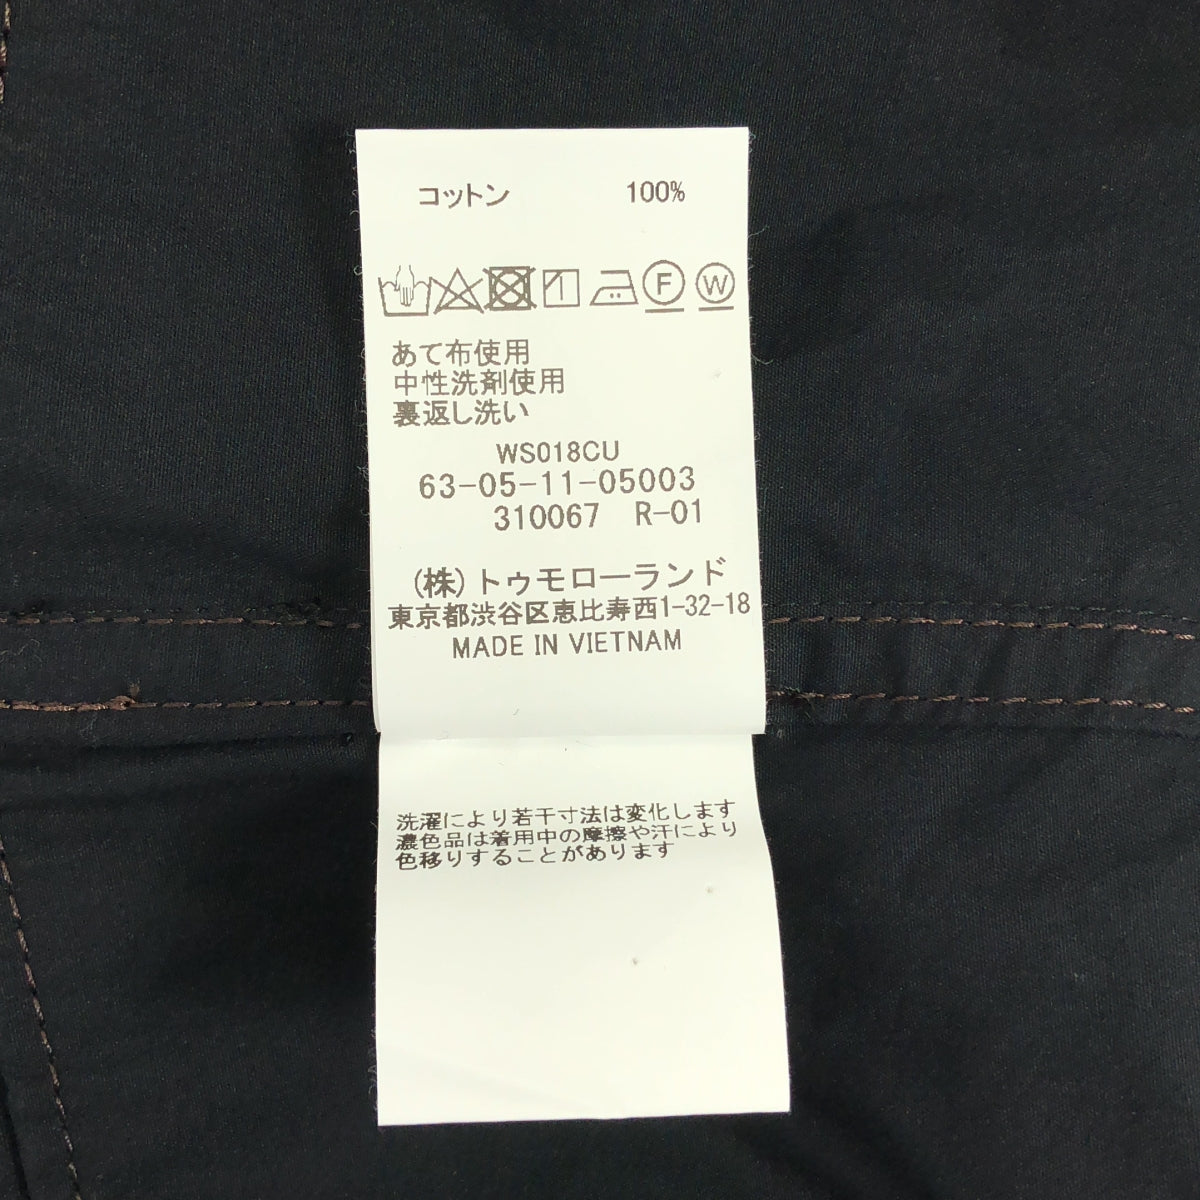 コットン 100%
F W
あて布使用
中性洗剤使用
裏返し洗い
WS018CU
63-05-11-05003
310067 R-01
(株)トゥモローランド
東京都渋谷区恵比寿西1-32-18
MADE IN VIETNAM
洗濯により若干寸法は変化します
濃色品は着用中の摩擦や汗により
色移りすることがあります